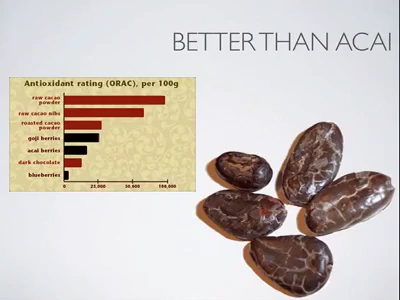 BETTER THAN ACAI
Antioxidant rating (ORAC), per 100g
raw cacao
powder
raw cacao nibs
roasted cacao
powder
goji berries
acai berries
dark chocolate
blueberries
0 25,000 50,000 100,000